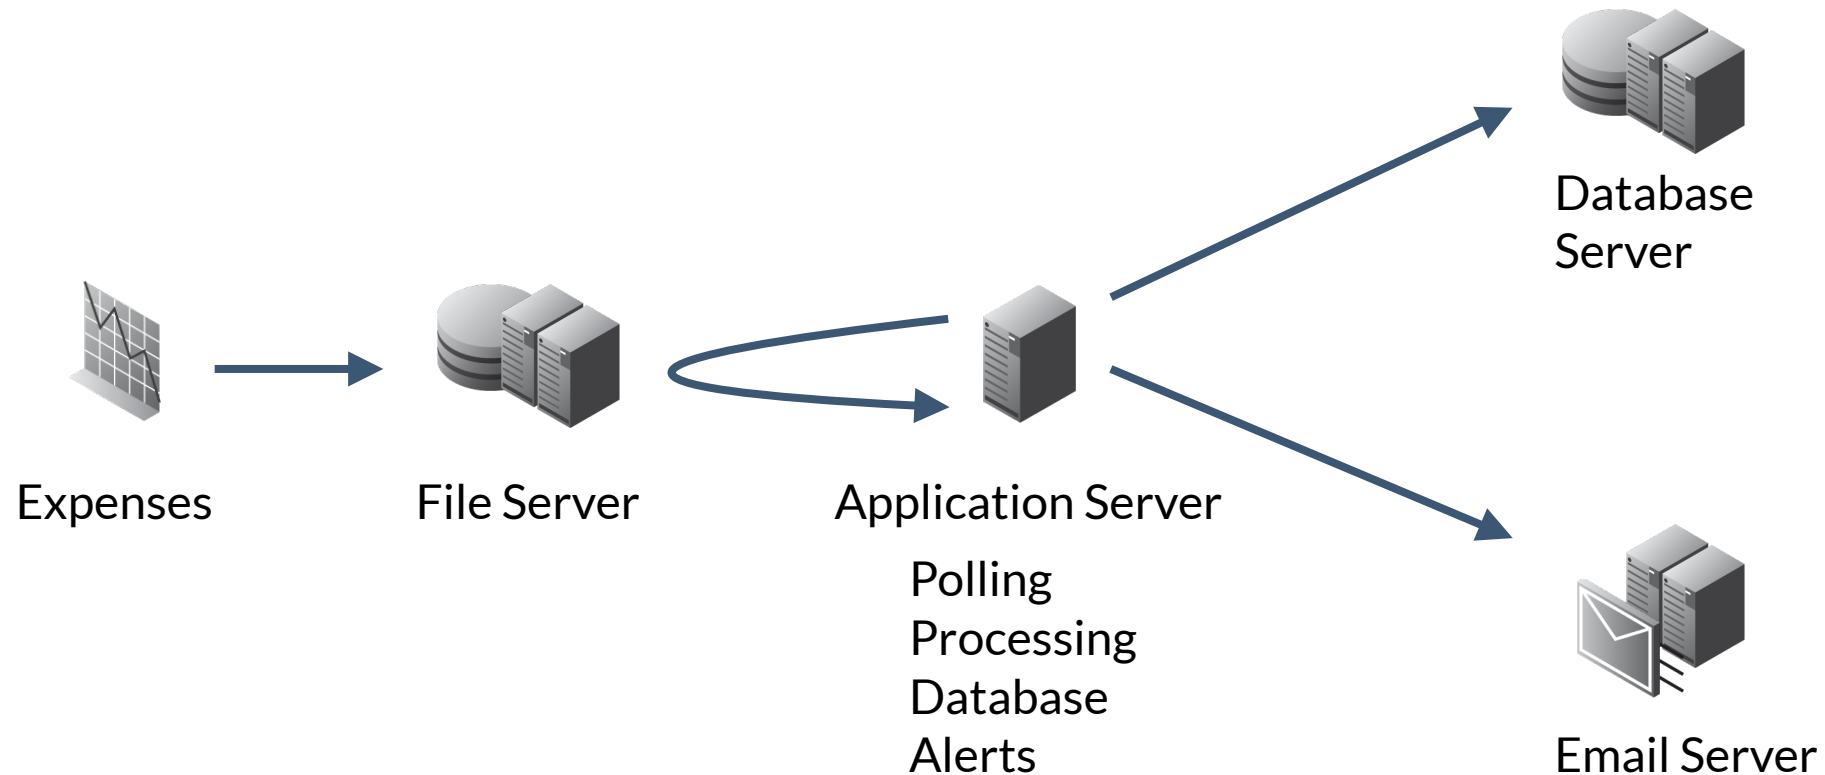 Database
Server
Expenses
File Server
Application Server
Polling
Processing
Database
Alerts
Email Server